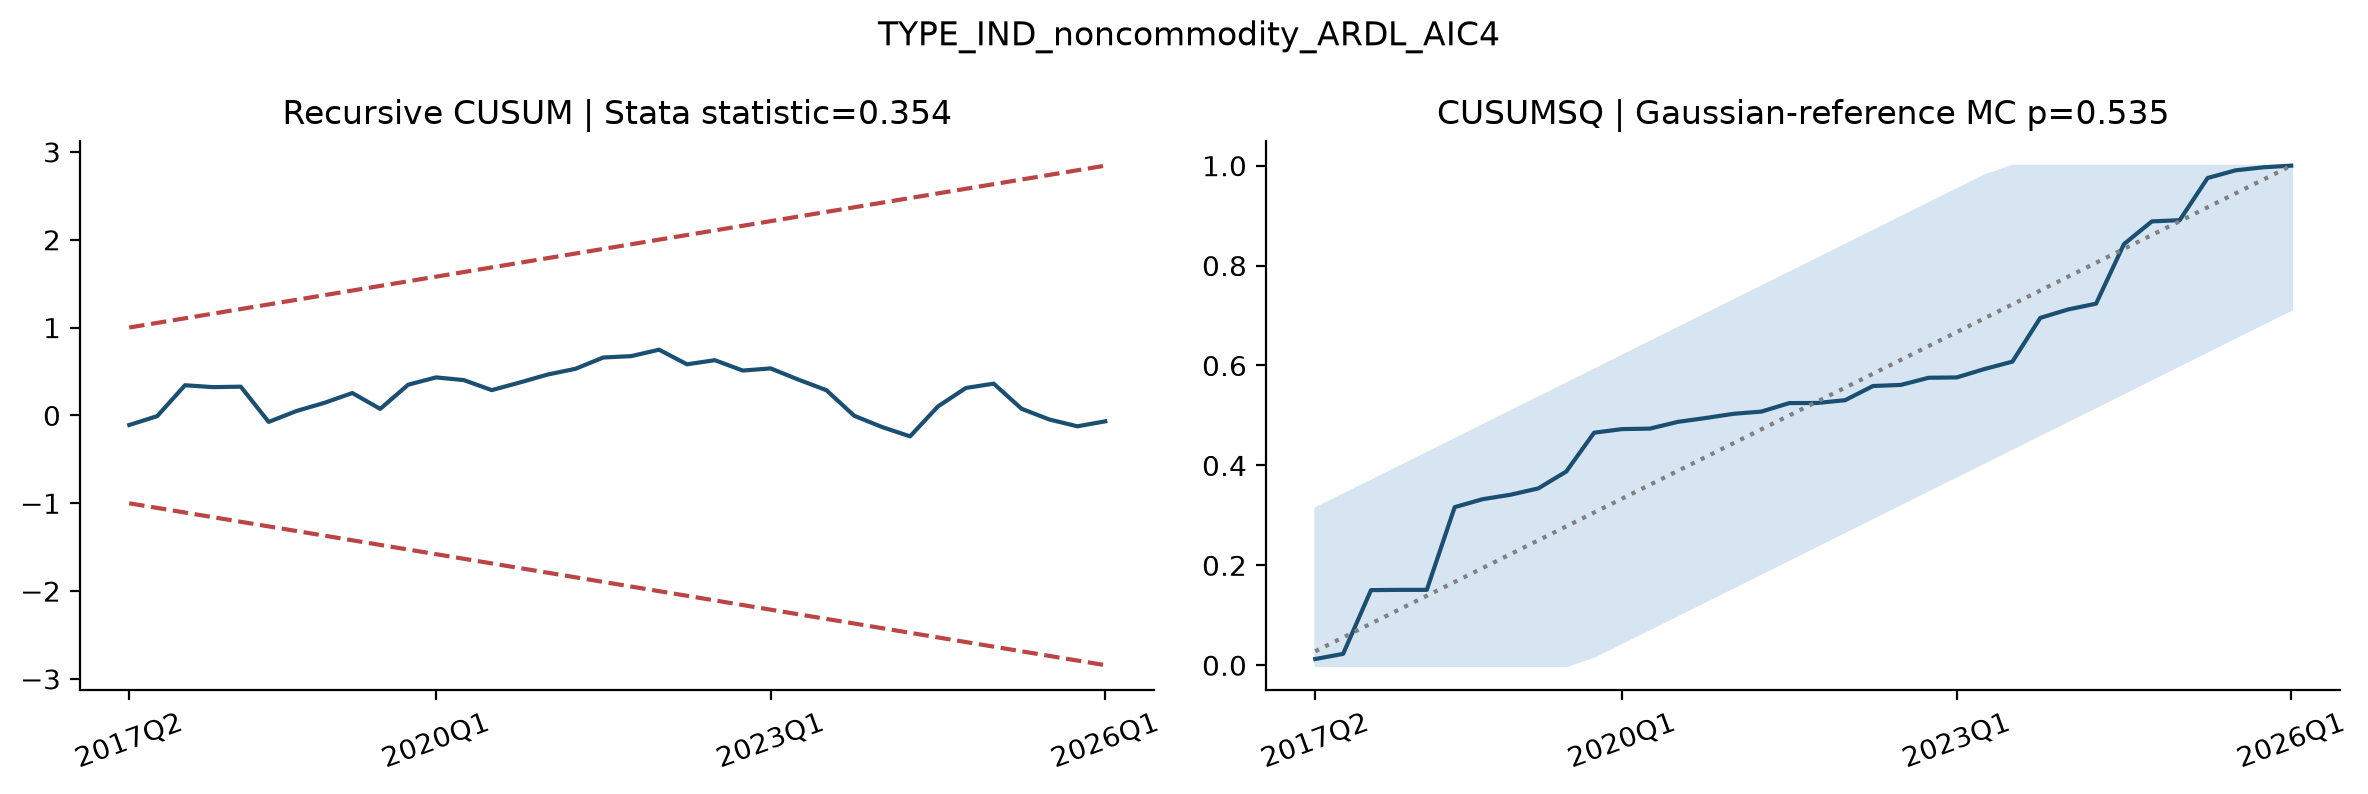 TYPE_IND_noncommodity_ARDL_AIC4
Recursive CUSUM | Stata statistic=0.354
3
2
1
0
−1
−2
−3
2017Q2
2020Q1
2023Q1
2026Q1
CUSUMSQ | Gaussian-reference MC p=0.535
1.0
0.8
0.6
0.4
0.2
0.0
2017Q2
2020Q1
2023Q1
2026Q1